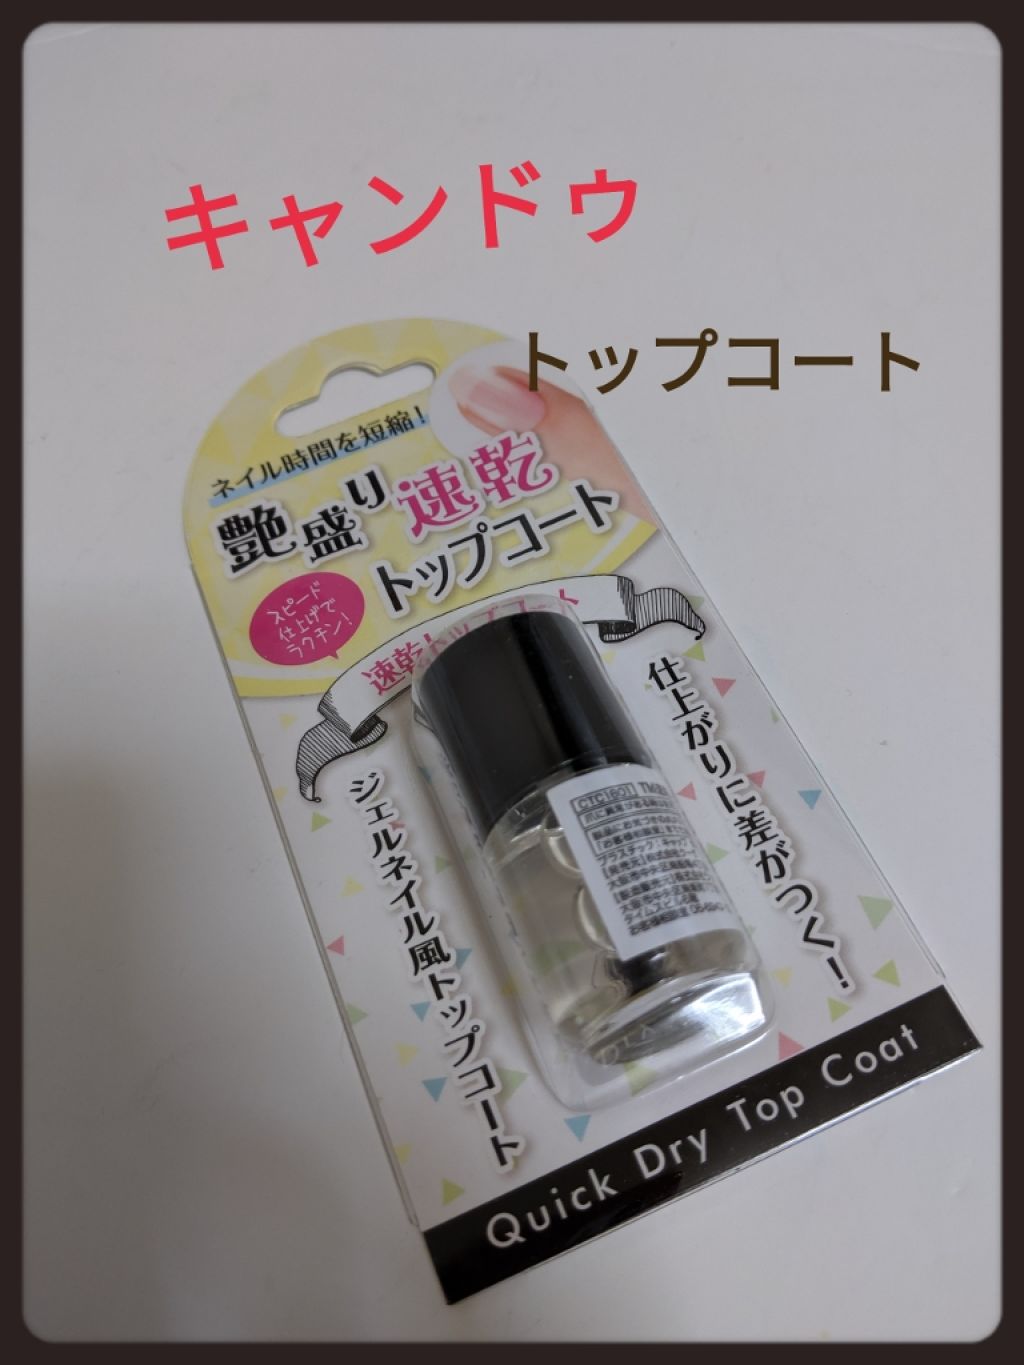 キャンドゥ
トップコート
ネイル時間を短縮!
艶盛り速乾
トップコート
スピード
仕上げで
ラクチン!
速乾トップコート
仕上がりに差がつく!
ジェルネイル風トップコート
CTC1601
Quick Dry Top Coat